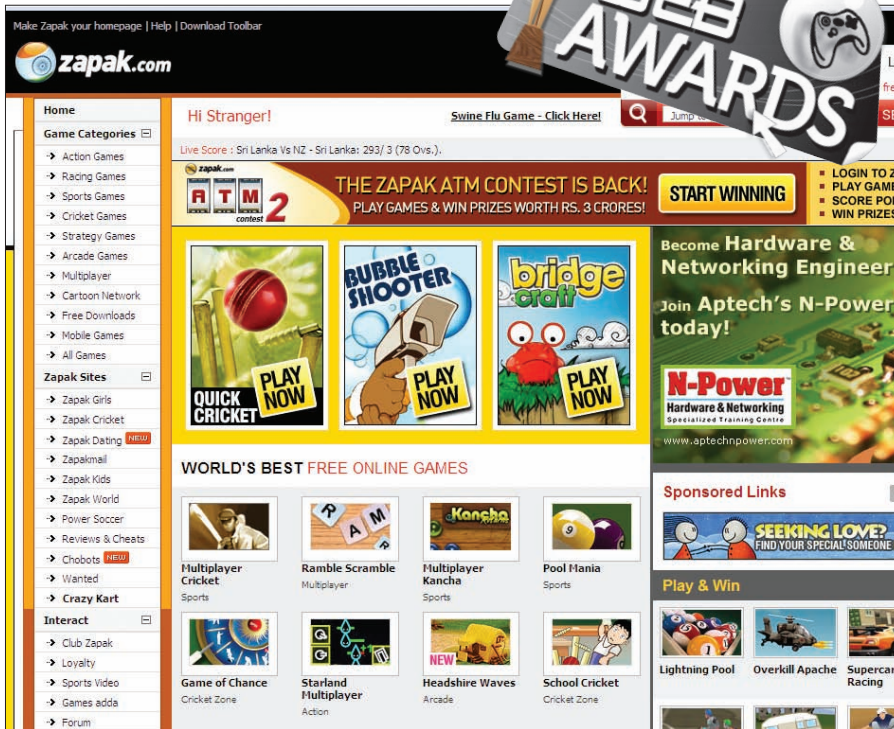 Make Zapak your homepage | Help | Download Toolbar
zapak.com
AWARDS
Home
Game Categories
Action Games
Racing Games
Sports Games
Cricket Games
Strategy Games
Arcade Games
Multiplayer
Cartoon Network
Free Downloads
Mobile Games
All Games
Zapak Sites
Zapak Girls
Zapak Cricket
Zapak Dating NEW
Zapakmail
Zapak Kids
Zapak World
Power Soccer
Reviews & Cheats
Chobots NEW
Wanted
Crazy Kart
Interact
Club Zapak
Loyalty
Sports Video
Games adda
Forum
Hi Stranger!
Swine Flu Game - Click Here!
Jump to
Live Score : Sri Lanka Vs NZ - Sri Lanka: 293/ 3 (78 Ovs.).
zapak.com
ATM 2
contest
THE ZAPAK ATM CONTEST IS BACK!
PLAY GAMES & WIN PRIZES WORTH RS. 3 CRORES!
START WINNING
LOGIN TO Z
PLAY GAME
SCORE POI
WIN PRIZES
QUICK
CRICKET
PLAY
NOW
BUBBLE
SHOOTER
PLAY
NOW
bridge
craft
PLAY
NOW
Become Hardware &
Networking Engineer
Join Aptech's N-Power
today!
N-Power
Hardware & Networking
Specialized Training Centre
www.aptechnpower.com
WORLD'S BEST FREE ONLINE GAMES
RAM
Kancha
Multiplayer
Cricket
Sports
Ramble Scramble
Multiplayer
Multiplayer
Kancha
Sports
Pool Mania
Sports
NEW
Game of Chance
Cricket Zone
Starland
Multiplayer
Action
Headshire Waves
Arcade
School Cricket
Cricket Zone
Sponsored Links
SEEKING LOVE?
FIND YOUR SPECIAL SOMEONE
Play & Win
Lightning Pool
Overkill Apache
Supercar
Racing